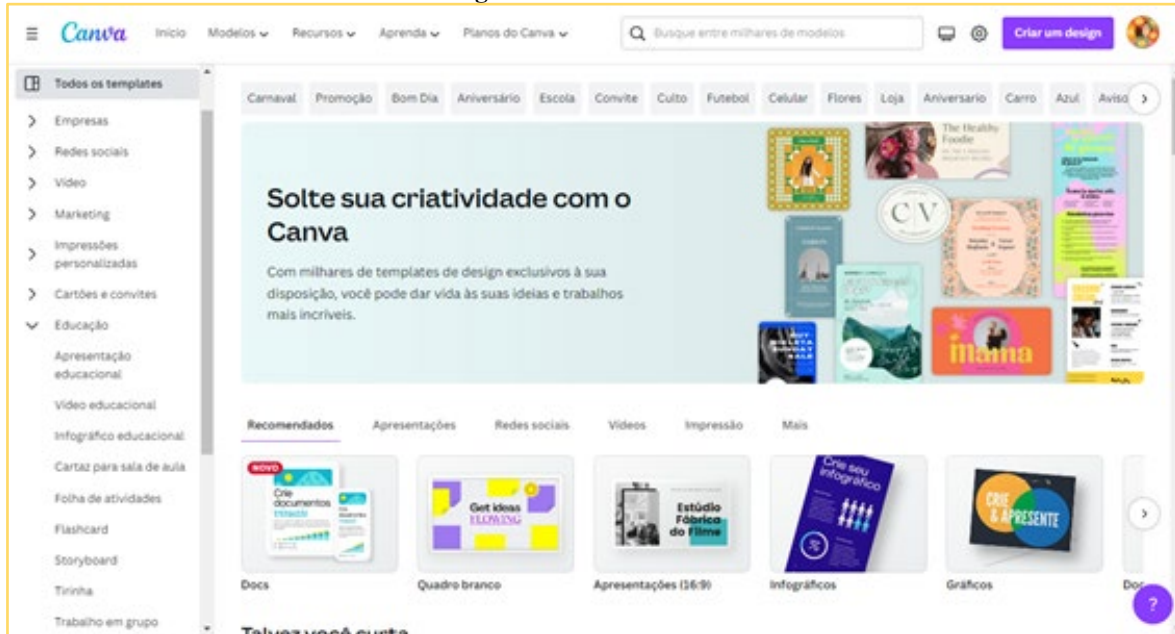 Canva
Início
Modelos
Recursos
Aprenda
Planos do Canva
Busque entre milhares de modelos
Criar um design
Todos os templates
Empresas
Redes sociais
Vídeo
Marketing
Impressões
personalizadas
Cartões e convites
Educação
Apresentação
educacional
Vídeo educacional
Infográfico educacional
Cartaz para sala de aula
Folha de atividades
Flashcard
Storyboard
Tirinha
Trabalho em grupo
Carnaval Promoção Bom Dia Aniversário Escola Convite Culto Futebol Celular Flores Loja Aniversario Carro Azul Aviso
Solte sua criatividade com o
Canva
Com milhares de templates de design exclusivos à sua
disposição, você pode dar vida às suas ideias e trabalhos
mais incríveis.
The Healthy
Foodie
CV
mama
Recomendados Apresentações Redes sociais Vídeos Impressão Mais
NOVO
Crie
documentos
Get ideas
FLOWING
Estúdio
Fábrica
do Filme
Crie seu
infográfico
CRIE
& APRESENTE
Docs
Quadro branco
Apresentações (16:9)
Infográficos
Gráficos
?
Talvez você curta